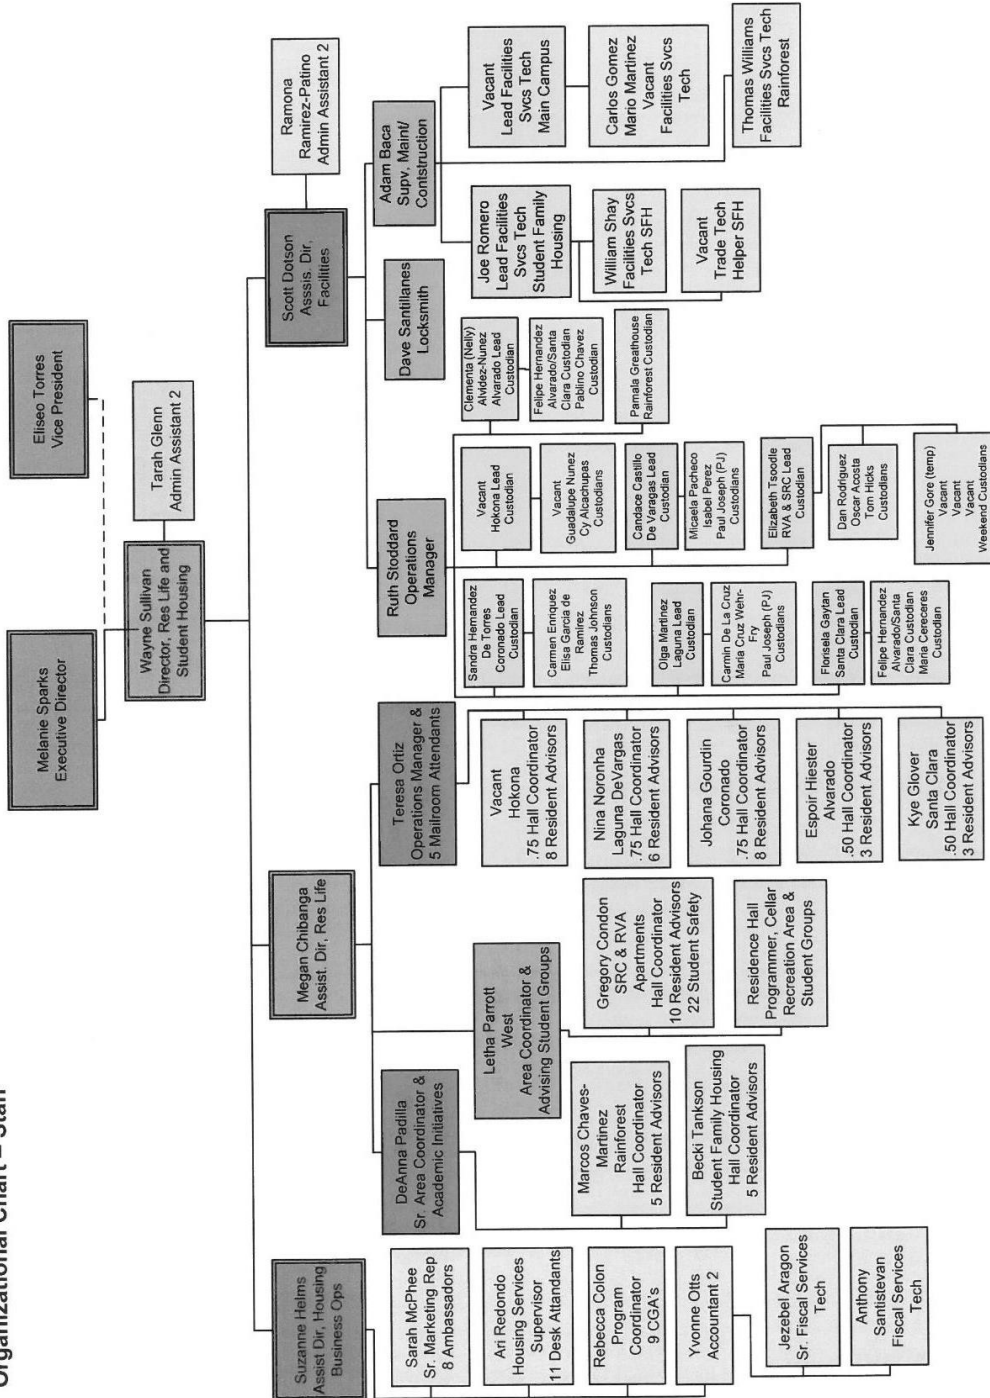 Organizational Chart – Staff
Melanie Sparks
Executive Director
Eliseo Torres
Vice President
Wayne Sullivan
Director, Res Life and
Student Housing
Tarah Glenn
Admin Assistant 2
Suzanne Helms
Assist Dir, Housing
Business Ops
Megan Chibanga
Assist. Dir, Res Life
Scott Dotson
Asssis. Dir,
Facilities
Ramona
Ramirez-Patino
Admin Assistant 2
Sarah McPhee
Sr. Marketing Rep
8 Ambassadors
Ari Redondo
Housing Services
Supervisor
11 Desk Attandants
Rebecca Colon
Program
Coordinator
9 CGA's
Yvonne Otts
Accountant 2
Jezebel Aragon
Sr. Fiscal Services
Tech
Anthony
Santistevan
Fiscal Services
Tech
DeAnna Padilla
Sr. Area Coordinator &
Academic Initiatives
Marcos Chaves-
Martinez
Rainforest
Hall Coordinator
5 Resident Advisors
Becki Tankson
Student Family Housing
Hall Coordinator
5 Resident Advisors
Letha Parrott
West
Area Coordinator &
Advising Student Groups
Gregory Condon
SRC & RVA
Apartments
Hall Coordinator
10 Resident Advisors
22 Student Safety
Residence Hall
Programmer, Cellar
Recreation Area &
Student Groups
Teresa Ortiz
Operations Manager &
5 Mailroom Attendants
Vacant
Hokona
.75 Hall Coordinator
8 Resident Advisors
Nina Noronha
Laguna DeVargas
.75 Hall Coordinator
6 Resident Advisors
Johana Gourdin
Coronado
.75 Hall Coordinator
8 Resident Advisors
Espoir Hiester
Alvarado
.50 Hall Coordinator
3 Resident Advisors
Kye Glover
Santa Clara
.50 Hall Coordinator
3 Resident Advisors
Ruth Stoddard
Operations
Manager
Sandra Hernandez
De Torres
Coronado Lead
Custodian
Carmen Enrique​z
Elisa Garcia de
Ramirez
Thomas Johnson
Custodians
Olga Martinez
Laguna Lead
Custodian
Carmin De La Cruz
Maria Cruz Wehr-
Fry
Paul Joseph (PJ)
Custodians
Florisela Gaytan
Santa Clara Lead
Custodian
Felipe Hernandez
Alvarado/Santa
Clara Custodian
Maria Cereceres
Custodian
Vacant
Hokona Lead
Custodian
Vacant
Guadalupe Nunez
Cy Alcachupas
Custodians
Candace Castillo
De Varagas Lead
Custodian
Micaela Pacheco
Isabel Perez
Paul Joseph (PJ)
Custodians
Elizabeth Tsoodle
RVA & SRC Lead
Custodian
Dan Rodriguez
Oscar Acosta
Tom Hicks
Custodians
Jennifer Gore (temp)
Vacant
Vacant
Vacant
Weekend Custodians
Clementa (Nelly)
Alvidez-Nunez
Alvarado Lead
Custodian
Felipe Hernandez
Alvarado/Santa
Clara Custodian
Pablino Chavez
Custodian
Pamala Greathouse
Rainforest Custodian
Dave Santillanes
Locksmith
Adam Baca
Supv. Maint/
Contstruction
Joe Romero
Lead Facilities
Svcs Tech
Student Family
Housing
William Shay
Facilities Svcs
Tech SFH
Vacant
Trade Tech
Helper SFH
Vacant
Lead Facilities
Svcs Tech
Main Campus
Carlos Gomez
Mario Martinez
Vacant
Facilities Svcs
Tech
Thomas Williams
Facilities Svcs Tech
Rainforest